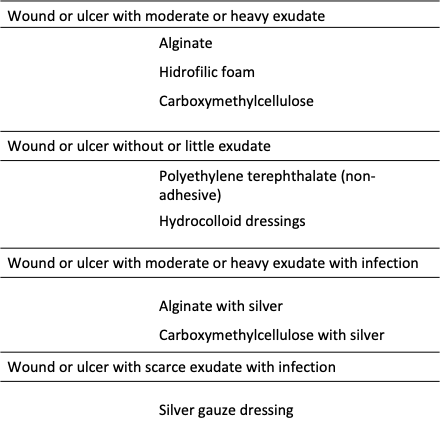 Wound or ulcer with moderate or heavy exudate
Alginate
Hidrofilic foam
Carboxymethylcellulose
Wound or ulcer without or little exudate
Polyethylene terephthalate (non-
adhesive)
Hydrocolloid dressings
Wound or ulcer with moderate or heavy exudate with infection
Alginate with silver
Carboxymethylcellulose with silver
Wound or ulcer with scarce exudate with infection
Silver gauze dressing